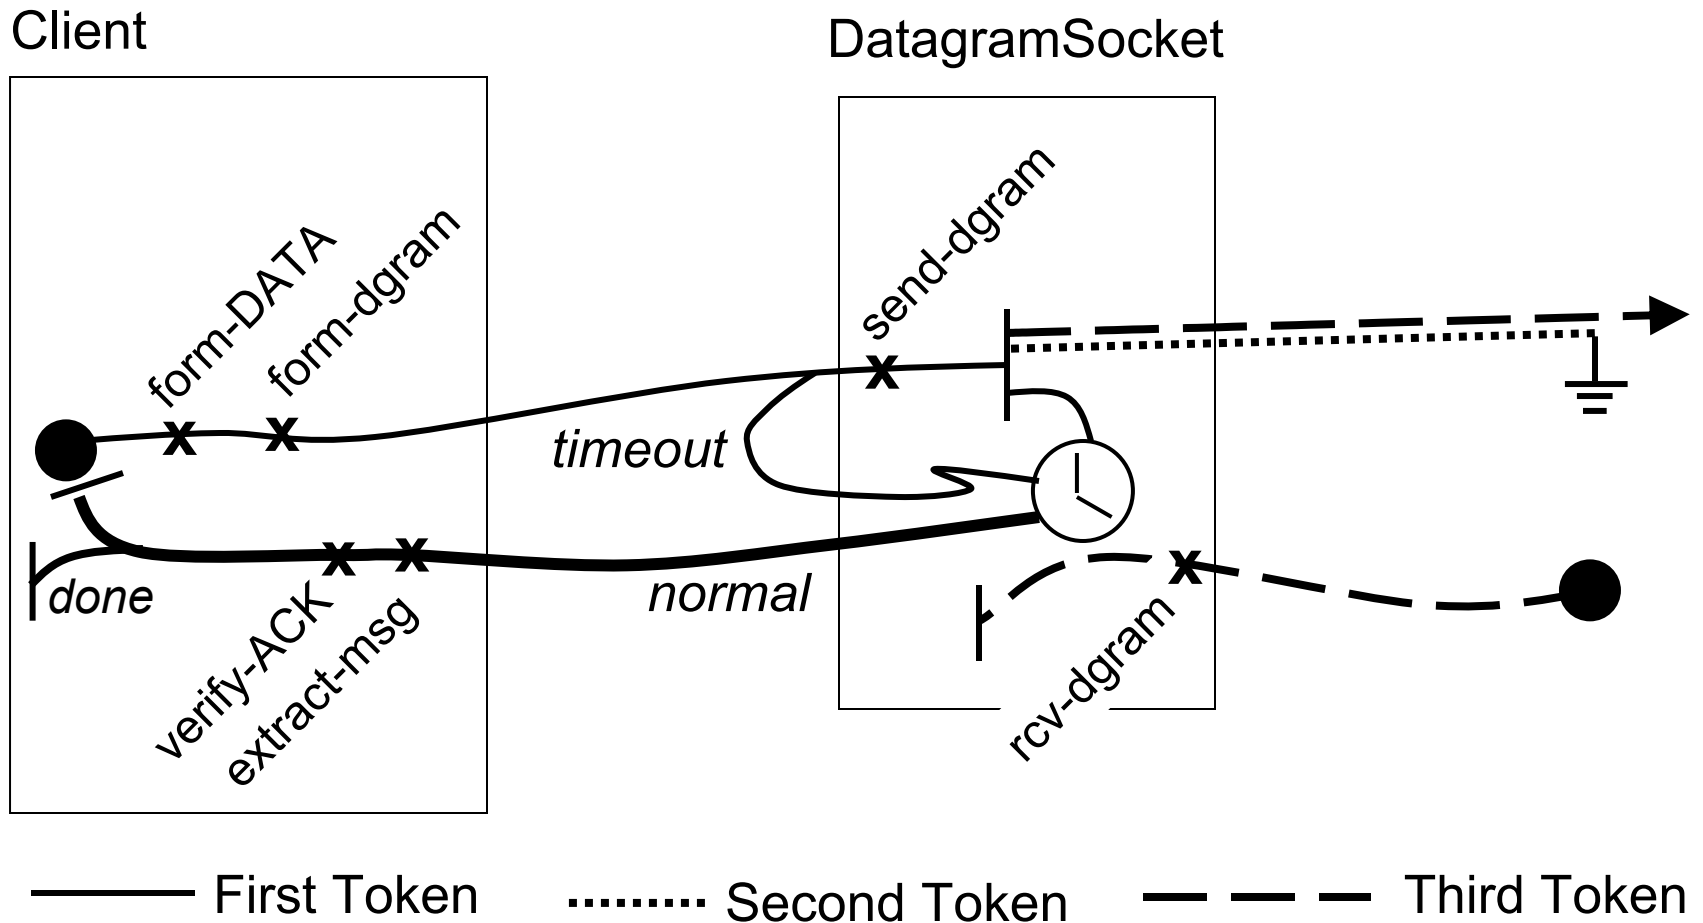 Client
DatagramSocket
form-DATA
form-dgram
send-dgram
timeout
normal
done
verify-ACK
extract-msg
rcv-dgram
First Token
Second Token
Third Token